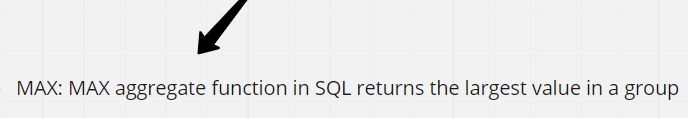 MAX: MAX aggregate function in SQL returns the largest value in a group